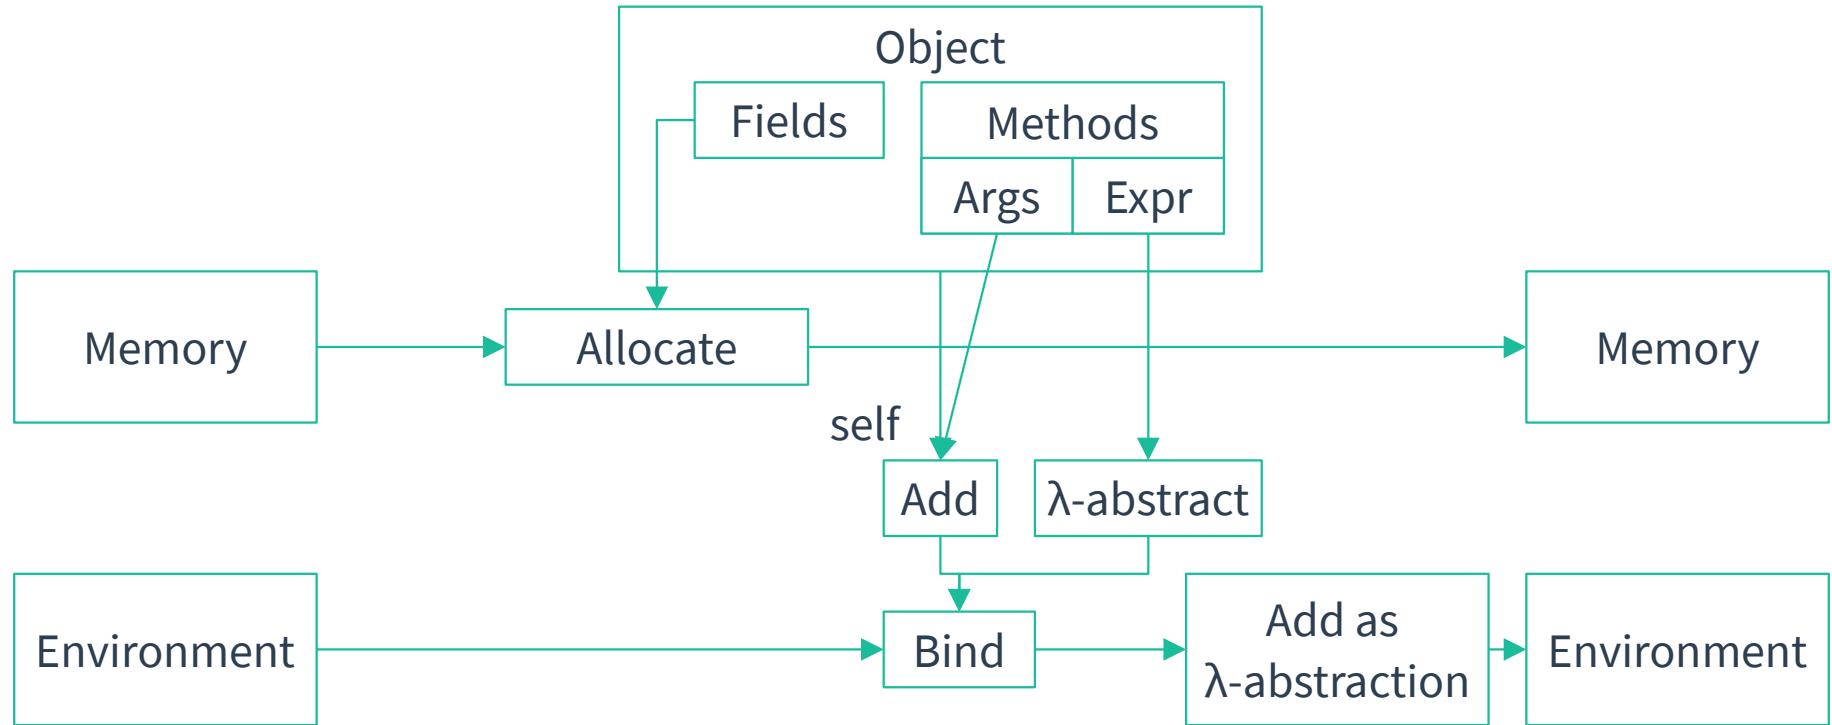 Object
Fields
Methods
Args
Expr
Memory
Allocate
Memory
self
Add
λ-abstract
Environment
Bind
Add as
λ-abstraction
Environment